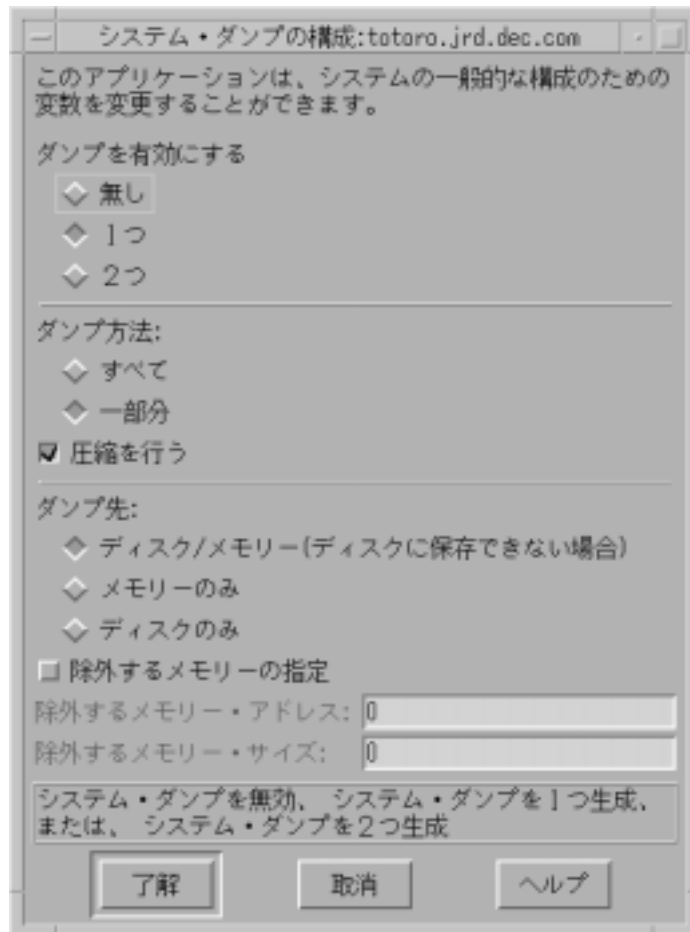 システム・ダンプの構成:totoro.jrd.dec.com
このアプリケーションは、システムの一般的な構成のための
変数を変更することができます。
ダンプを有効にする
無し
1つ
2つ
ダンプ方法:
すべて
一部分
圧縮を行う
ダンプ先:
ディスク/メモリー(ディスクに保存できない場合)
メモリーのみ
ディスクのみ
除外するメモリーの指定
除外するメモリー・アドレス: 0
除外するメモリー・サイズ: 0
システム・ダンプを無効、 システム・ダンプを1つ生成、
または、 システム・ダンプを2つ生成
了解 取消 ヘルプ